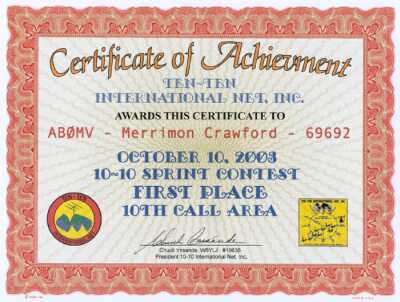 Certificate of Achievment
TEN-TEN
INTERNATIONAL NET, INC.
AWARDS THIS CERTIFICATE TO
ABØMV - Merrimon Crawford - 69692
OCTOBER 10, 2003
10-10 SPRINT CONTEST
FIRST PLACE
10TH CALL AREA
President 10-10 International Net, Inc.